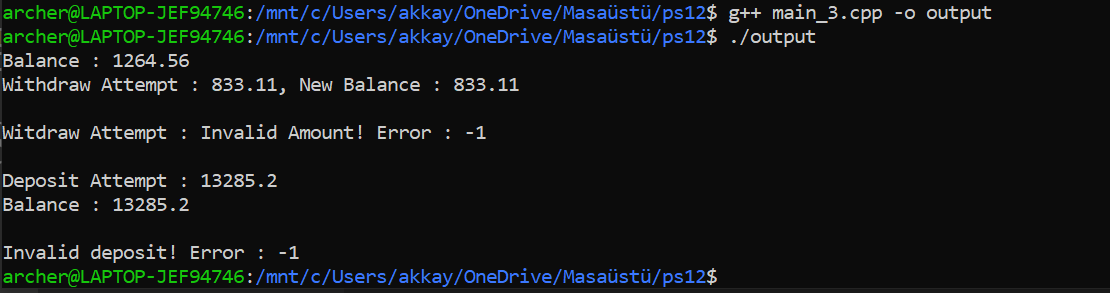 archer@LAPTOP-JEF94746:/mnt/c/Users/akkay/OneDrive/Masaüstü/ps12$ g++ main_3.cpp -o output
archer@LAPTOP-JEF94746:/mnt/c/Users/akkay/OneDrive/Masaüstü/ps12$ ./output
Balance : 1264.56
Withdraw Attempt : 833.11, New Balance : 833.11
Witdraw Attempt : Invalid Amount! Error : -1
Deposit Attempt : 13285.2
Balance : 13285.2
Invalid deposit! Error : -1
archer@LAPTOP-JEF94746:/mnt/c/Users/akkay/OneDrive/Masaüstü/ps12$